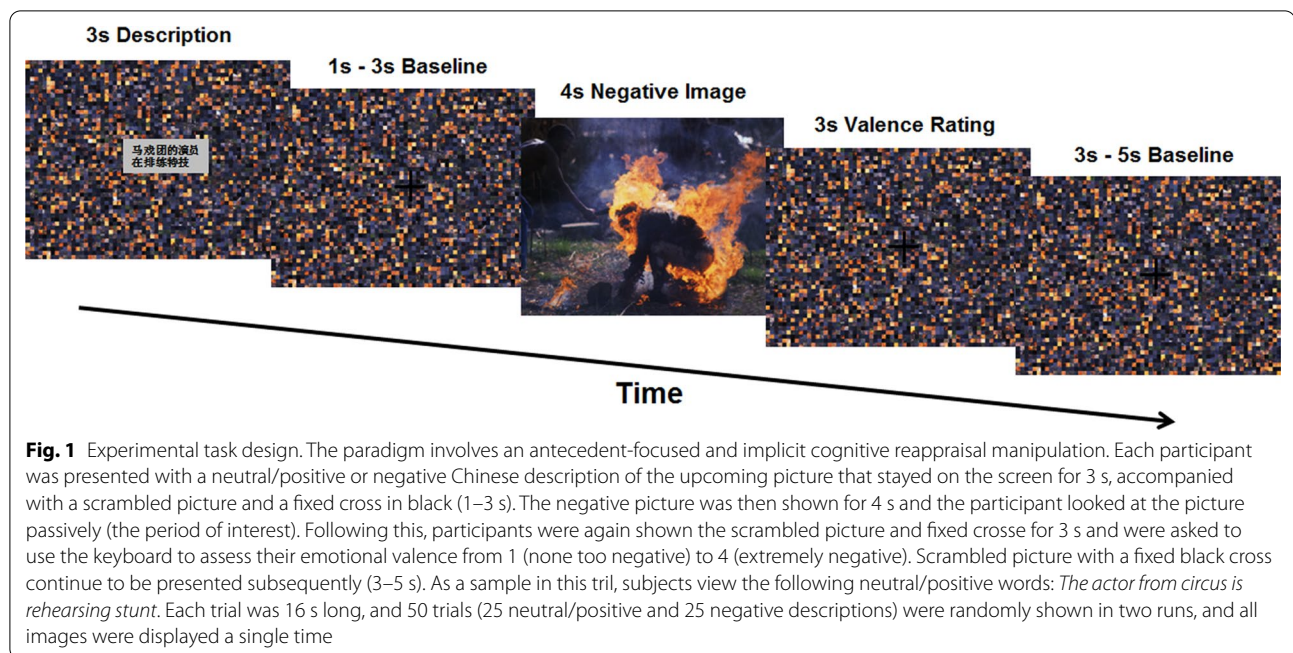 3s Description
1s - 3s Baseline
4s Negative Image
3s Valence Rating
3s - 5s Baseline
马戏团的演员
在排练特技
Time
Fig. 1 Experimental task design. The paradigm involves an antecedent-focused and implicit cognitive reappraisal manipulation. Each participant
was presented with a neutral/positive or negative Chinese description of the upcoming picture that stayed on the screen for 3 s, accompanied
with a scrambled picture and a fixed cross in black (1–3 s). The negative picture was then shown for 4 s and the participant looked at the picture
passively (the period of interest). Following this, participants were again shown the scrambled picture and fixed crosse for 3 s and were asked to
use the keyboard to assess their emotional valence from 1 (none too negative) to 4 (extremely negative). Scrambled picture with a fixed black cross
continue to be presented subsequently (3–5 s). As a sample in this tril, subjects view the following neutral/positive words: The actor from circus is
rehearsing stunt. Each trial was 16 s long, and 50 trials (25 neutral/positive and 25 negative descriptions) were randomly shown in two runs, and all
images were displayed a single time